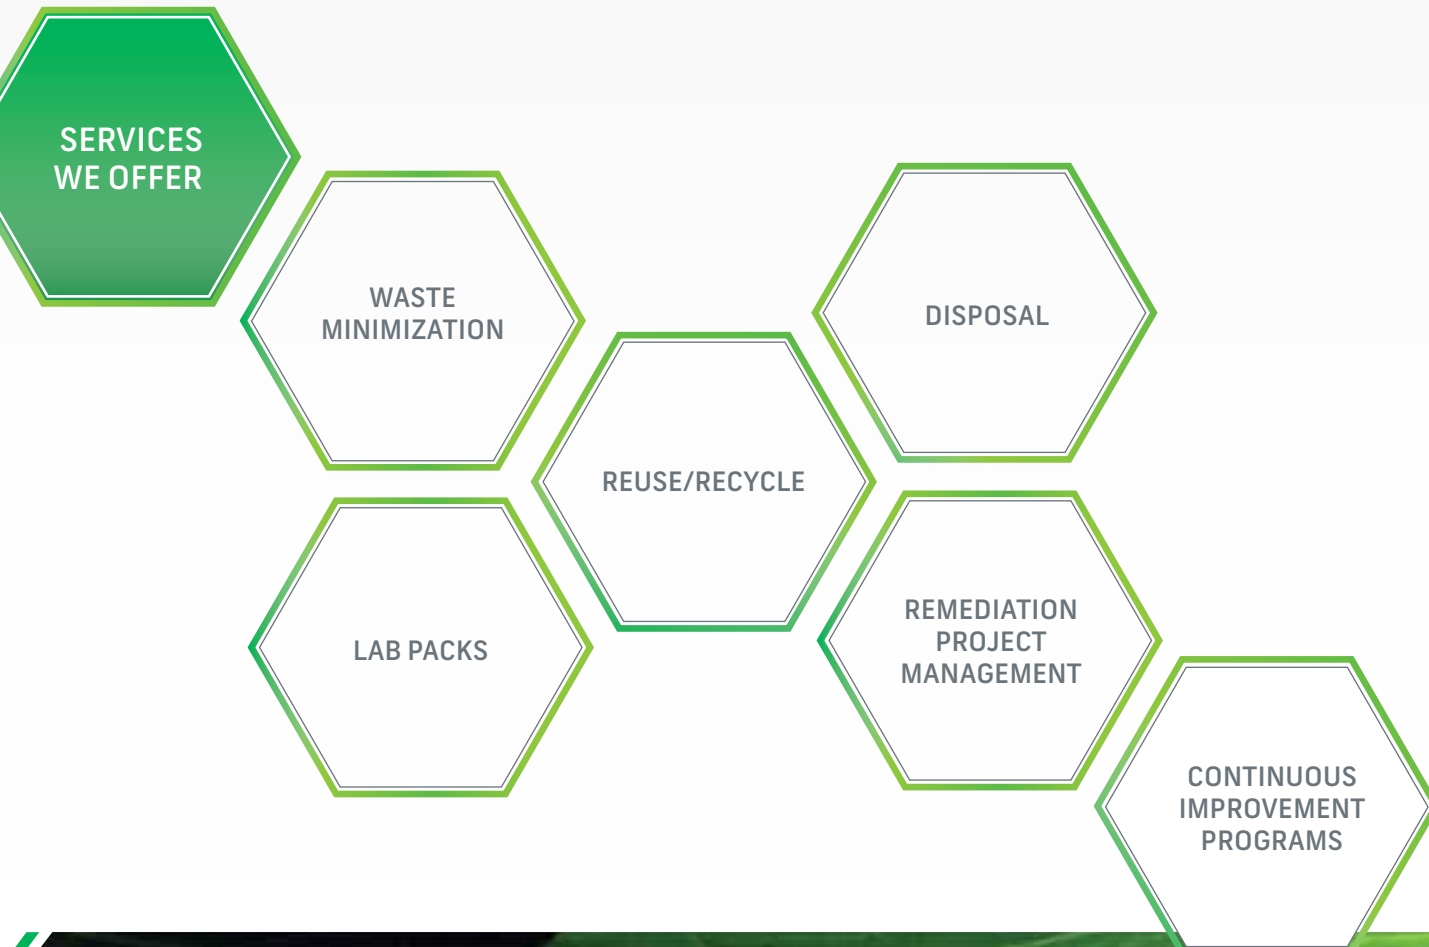 SERVICES
WE OFFER
WASTE
MINIMIZATION
DISPOSAL
REUSE/RECYCLE
LAB PACKS
REMEDIATION
PROJECT
MANAGEMENT
CONTINUOUS
IMPROVEMENT
PROGRAMS